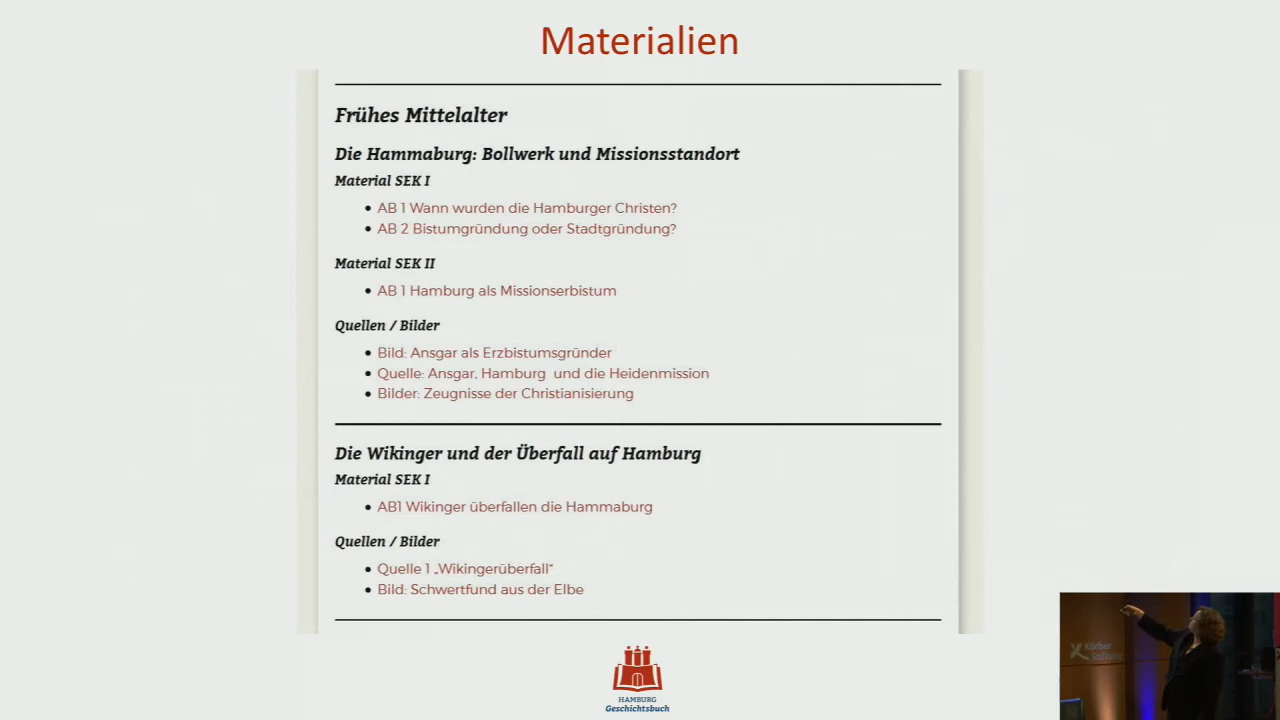 Materialien
Frühes Mittelalter
Die Hammaburg: Bollwerk und Missionsstandort
Material SEK I
AB 1 Wann wurden die Hamburger Christen?
AB 2 Bistumgründung oder Stadtgründung?
Material SEK II
AB 1 Hamburg als Missionserbistum
Quellen / Bilder
Bild: Ansgar als Erzbistumsgründer
Quelle: Ansgar, Hamburg und die Heidenmission
Bilder: Zeugnisse der Christianisierung
Die Wikinger und der Überfall auf Hamburg
Material SEK I
AB1 Wikinger überfallen die Hammaburg
Quellen / Bilder
Quelle 1 „Wikingerüberfall“
Bild: Schwertfund aus der Elbe
HAMBURG
Geschichtsbuch
Körber
Stiftung